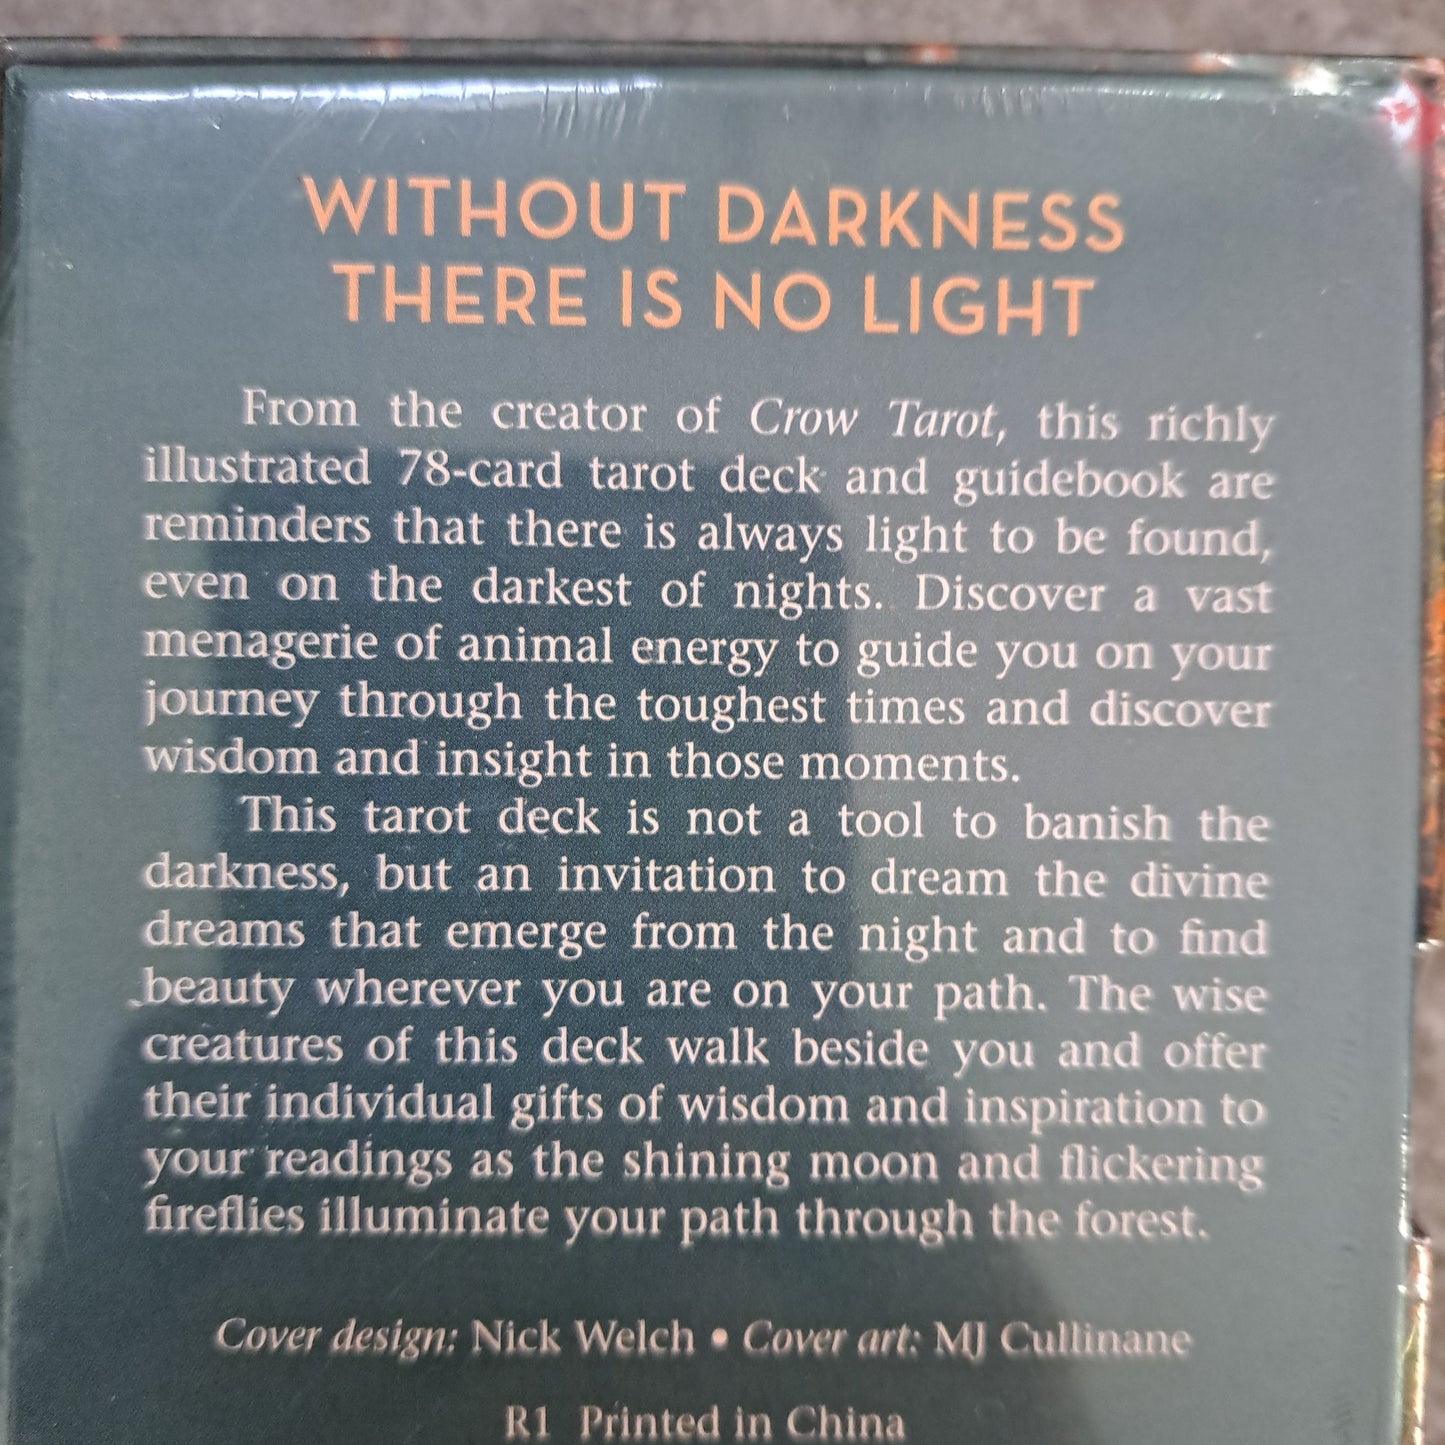 WITHOUT DARKNESS
THERE IS NO LIGHT
From the creator of Crow Tarot, this richly
illustrated 78-card tarot deck and guidebook are
reminders that there is always light to be found,
even on the darkest of nights. Discover a vast
menagerie of animal energy to guide you on your
journey through the toughest times and discover
wisdom and insight in those moments.
This tarot deck is not a tool to banish the
darkness, but an invitation to dream the divine
dreams that emerge from the night and to find
beauty wherever you are on your path. The wise
creatures of this deck walk beside you and offer
their individual gifts of wisdom and inspiration to
your readings as the shining moon and flickering
fireflies illuminate your path through the forest.
Cover design: Nick Welch • Cover art: MJ Cullinane
R1 Printed in China